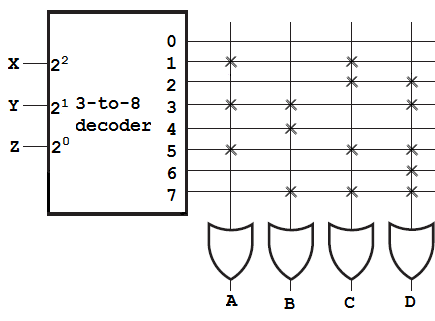 0
1
X 2² 2
Y 2¹ 3-to-8 3
decoder 4
Z 2⁰ 5
6
7
A B C D